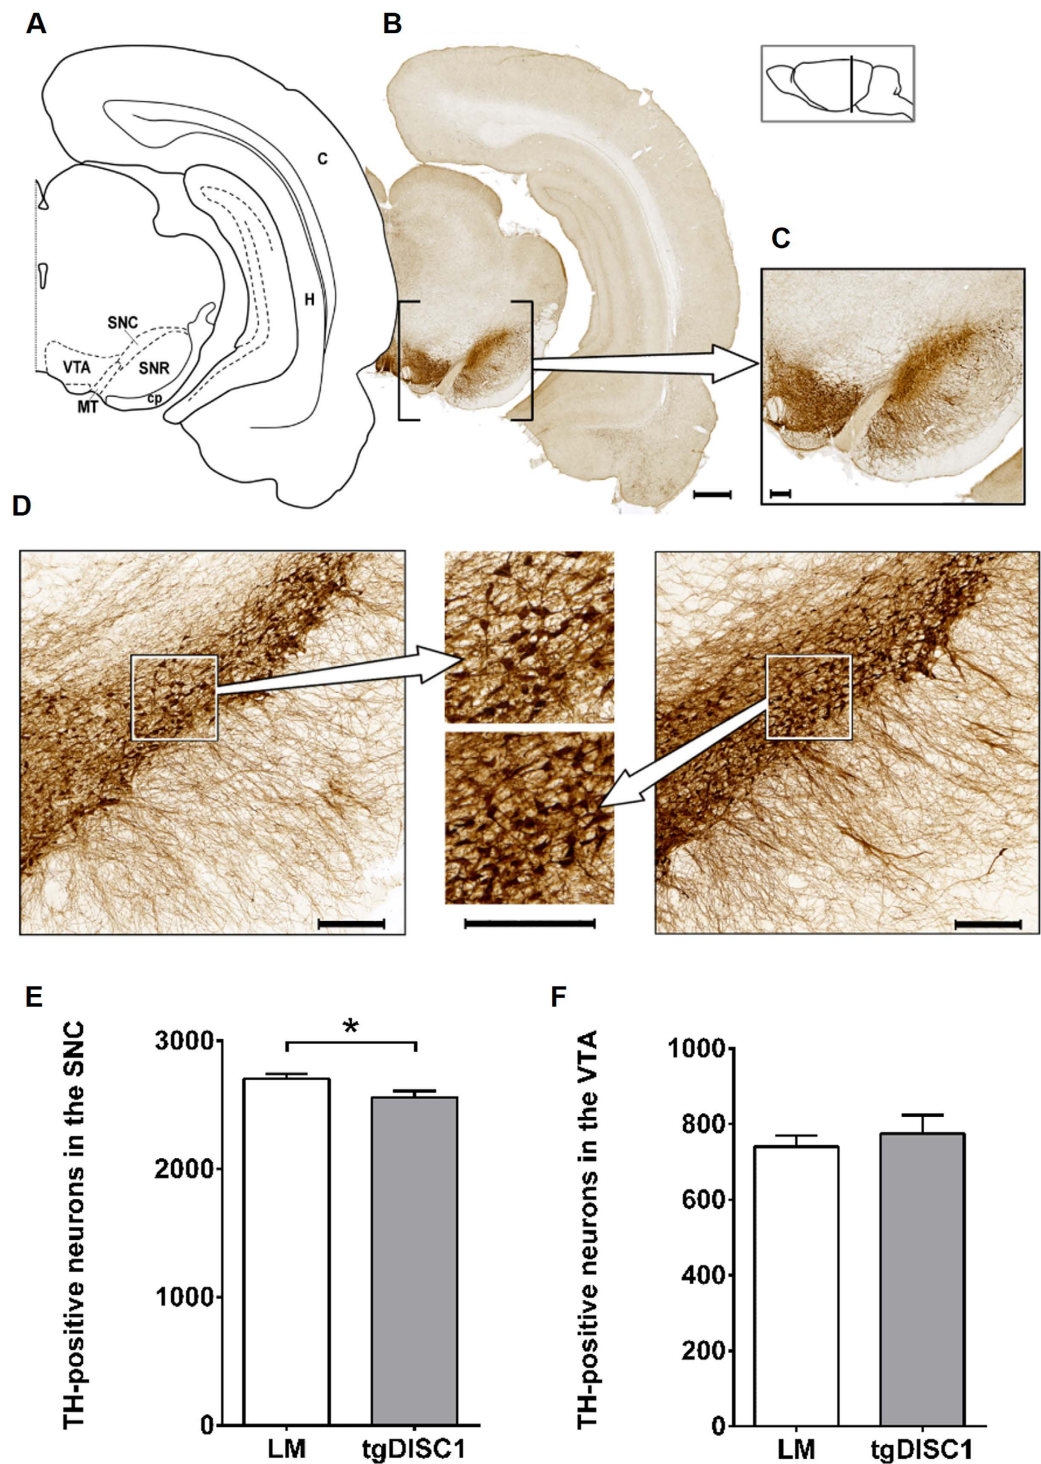 A
B
C
H
SNC
VTA
SNR
MT
cp
C
D
E
TH-positive neurons in the SNC
3000
2000
1000
0
*
LM
tgDISC1
F
TH-positive neurons in the VTA
1000
800
600
400
200
0
LM
tgDISC1